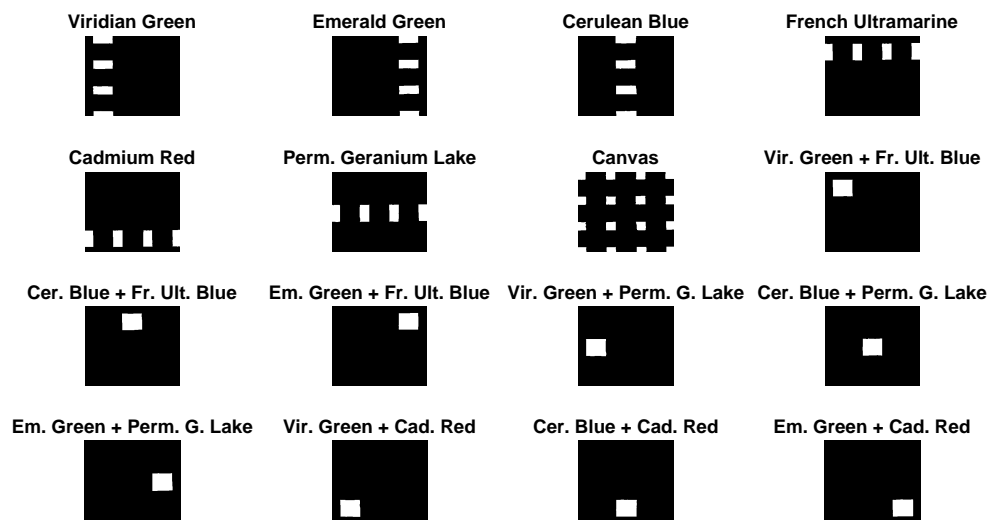 Viridian Green
Emerald Green
Cerulean Blue
French Ultramarine
Cadmium Red
Perm. Geranium Lake
Canvas
Vir. Green + Fr. Ult. Blue
Cer. Blue + Fr. Ult. Blue
Em. Green + Fr. Ult. Blue
Vir. Green + Perm. G. Lake
Cer. Blue + Perm. G. Lake
Em. Green + Perm. G. Lake
Vir. Green + Cad. Red
Cer. Blue + Cad. Red
Em. Green + Cad. Red